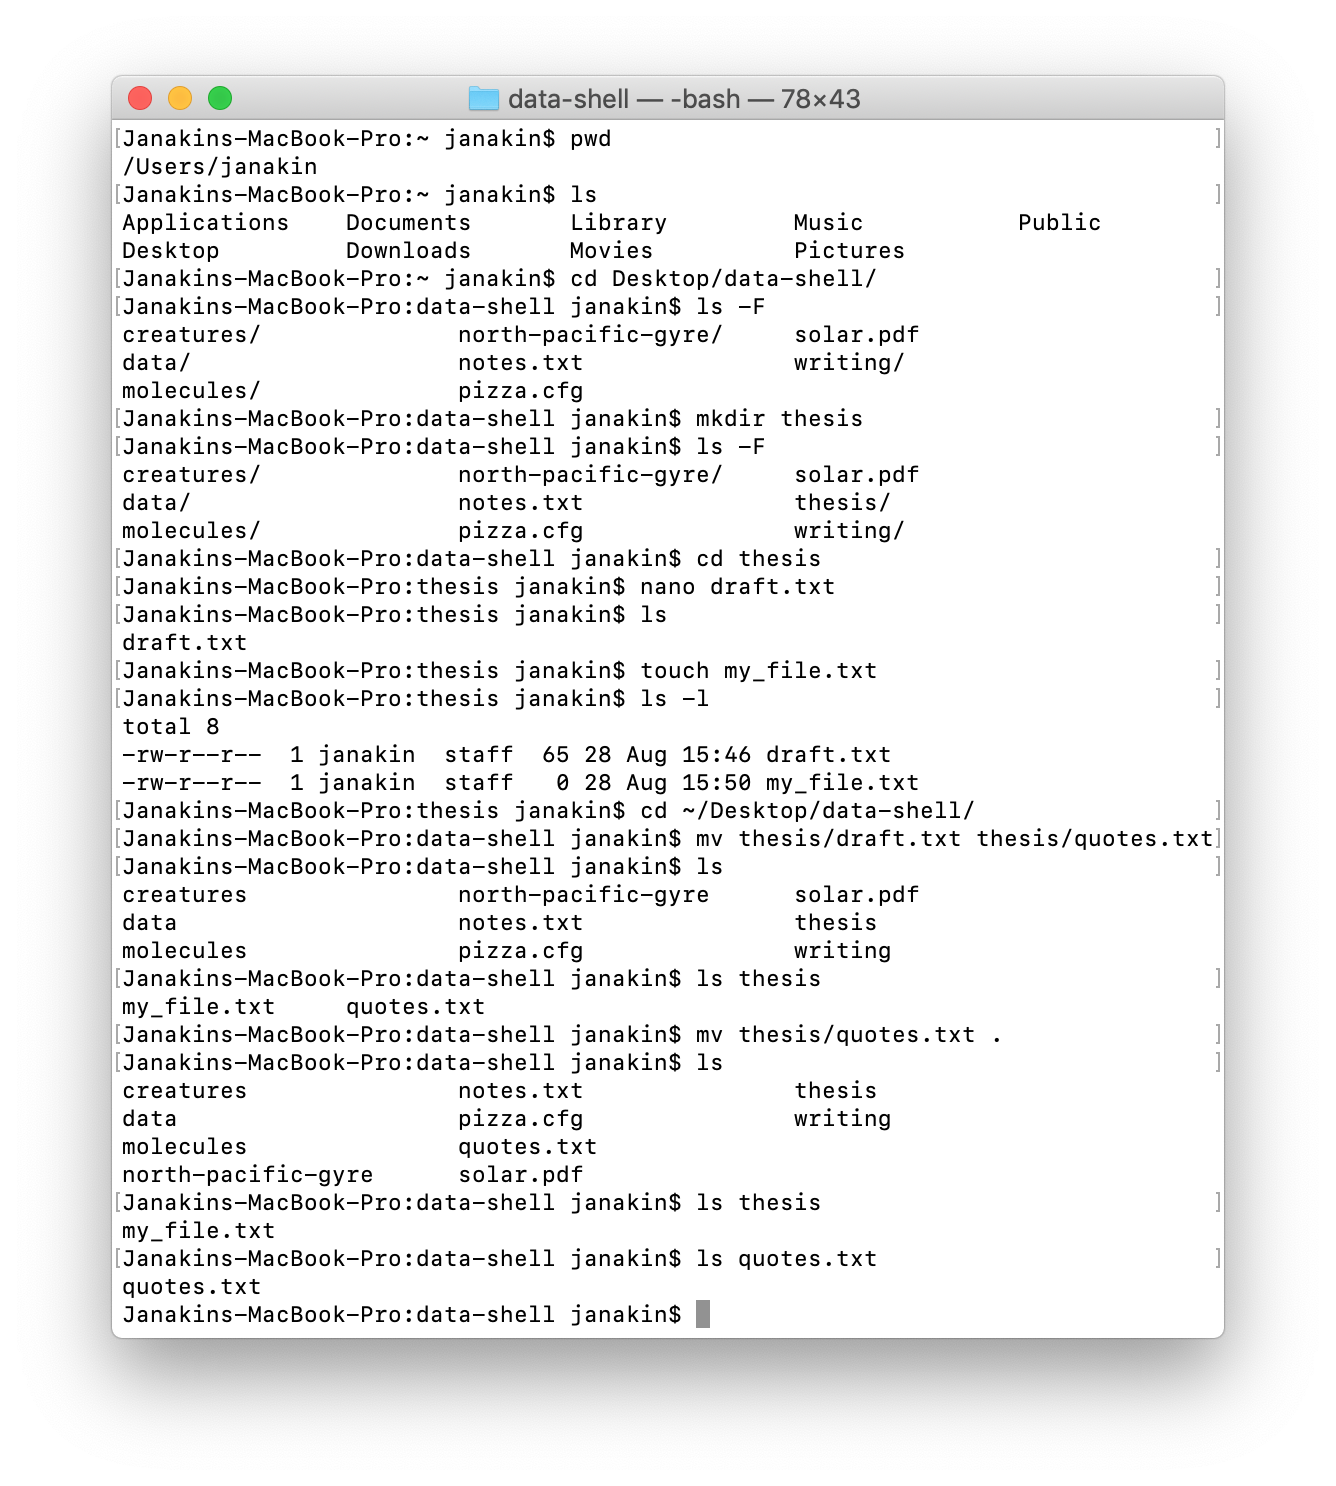 data-shell — -bash — 78×43
[Janakins-MacBook-Pro:~ janakin$ pwd ]
/Users/janakin
[Janakins-MacBook-Pro:~ janakin$ ls ]
Applications    Documents       Library         Music           Public
Desktop         Downloads       Movies          Pictures
[Janakins-MacBook-Pro:~ janakin$ cd Desktop/data-shell/ ]
[Janakins-MacBook-Pro:data-shell janakin$ ls -F ]
creatures/              north-pacific-gyre/     solar.pdf
data/                   notes.txt               writing/
molecules/              pizza.cfg
[Janakins-MacBook-Pro:data-shell janakin$ mkdir thesis ]
[Janakins-MacBook-Pro:data-shell janakin$ ls -F ]
creatures/              north-pacific-gyre/     solar.pdf
data/                   notes.txt               thesis/
molecules/              pizza.cfg               writing/
[Janakins-MacBook-Pro:data-shell janakin$ cd thesis ]
[Janakins-MacBook-Pro:thesis janakin$ nano draft.txt ]
[Janakins-MacBook-Pro:thesis janakin$ ls ]
draft.txt
[Janakins-MacBook-Pro:thesis janakin$ touch my_file.txt ]
[Janakins-MacBook-Pro:thesis janakin$ ls -l ]
total 8
-rw-r--r--  1 janakin  staff  65 28 Aug 15:46 draft.txt
-rw-r--r--  1 janakin  staff   0 28 Aug 15:50 my_file.txt
[Janakins-MacBook-Pro:thesis janakin$ cd ~/Desktop/data-shell/ ]
[Janakins-MacBook-Pro:data-shell janakin$ mv thesis/draft.txt thesis/quotes.txt]
[Janakins-MacBook-Pro:data-shell janakin$ ls ]
creatures               north-pacific-gyre      solar.pdf
data                    notes.txt               thesis
molecules               pizza.cfg               writing
[Janakins-MacBook-Pro:data-shell janakin$ ls thesis ]
my_file.txt     quotes.txt
[Janakins-MacBook-Pro:data-shell janakin$ mv thesis/quotes.txt . ]
[Janakins-MacBook-Pro:data-shell janakin$ ls ]
creatures               notes.txt               thesis
data                    pizza.cfg               writing
molecules               quotes.txt
north-pacific-gyre      solar.pdf
[Janakins-MacBook-Pro:data-shell janakin$ ls thesis ]
my_file.txt
[Janakins-MacBook-Pro:data-shell janakin$ ls quotes.txt ]
quotes.txt
Janakins-MacBook-Pro:data-shell janakin$